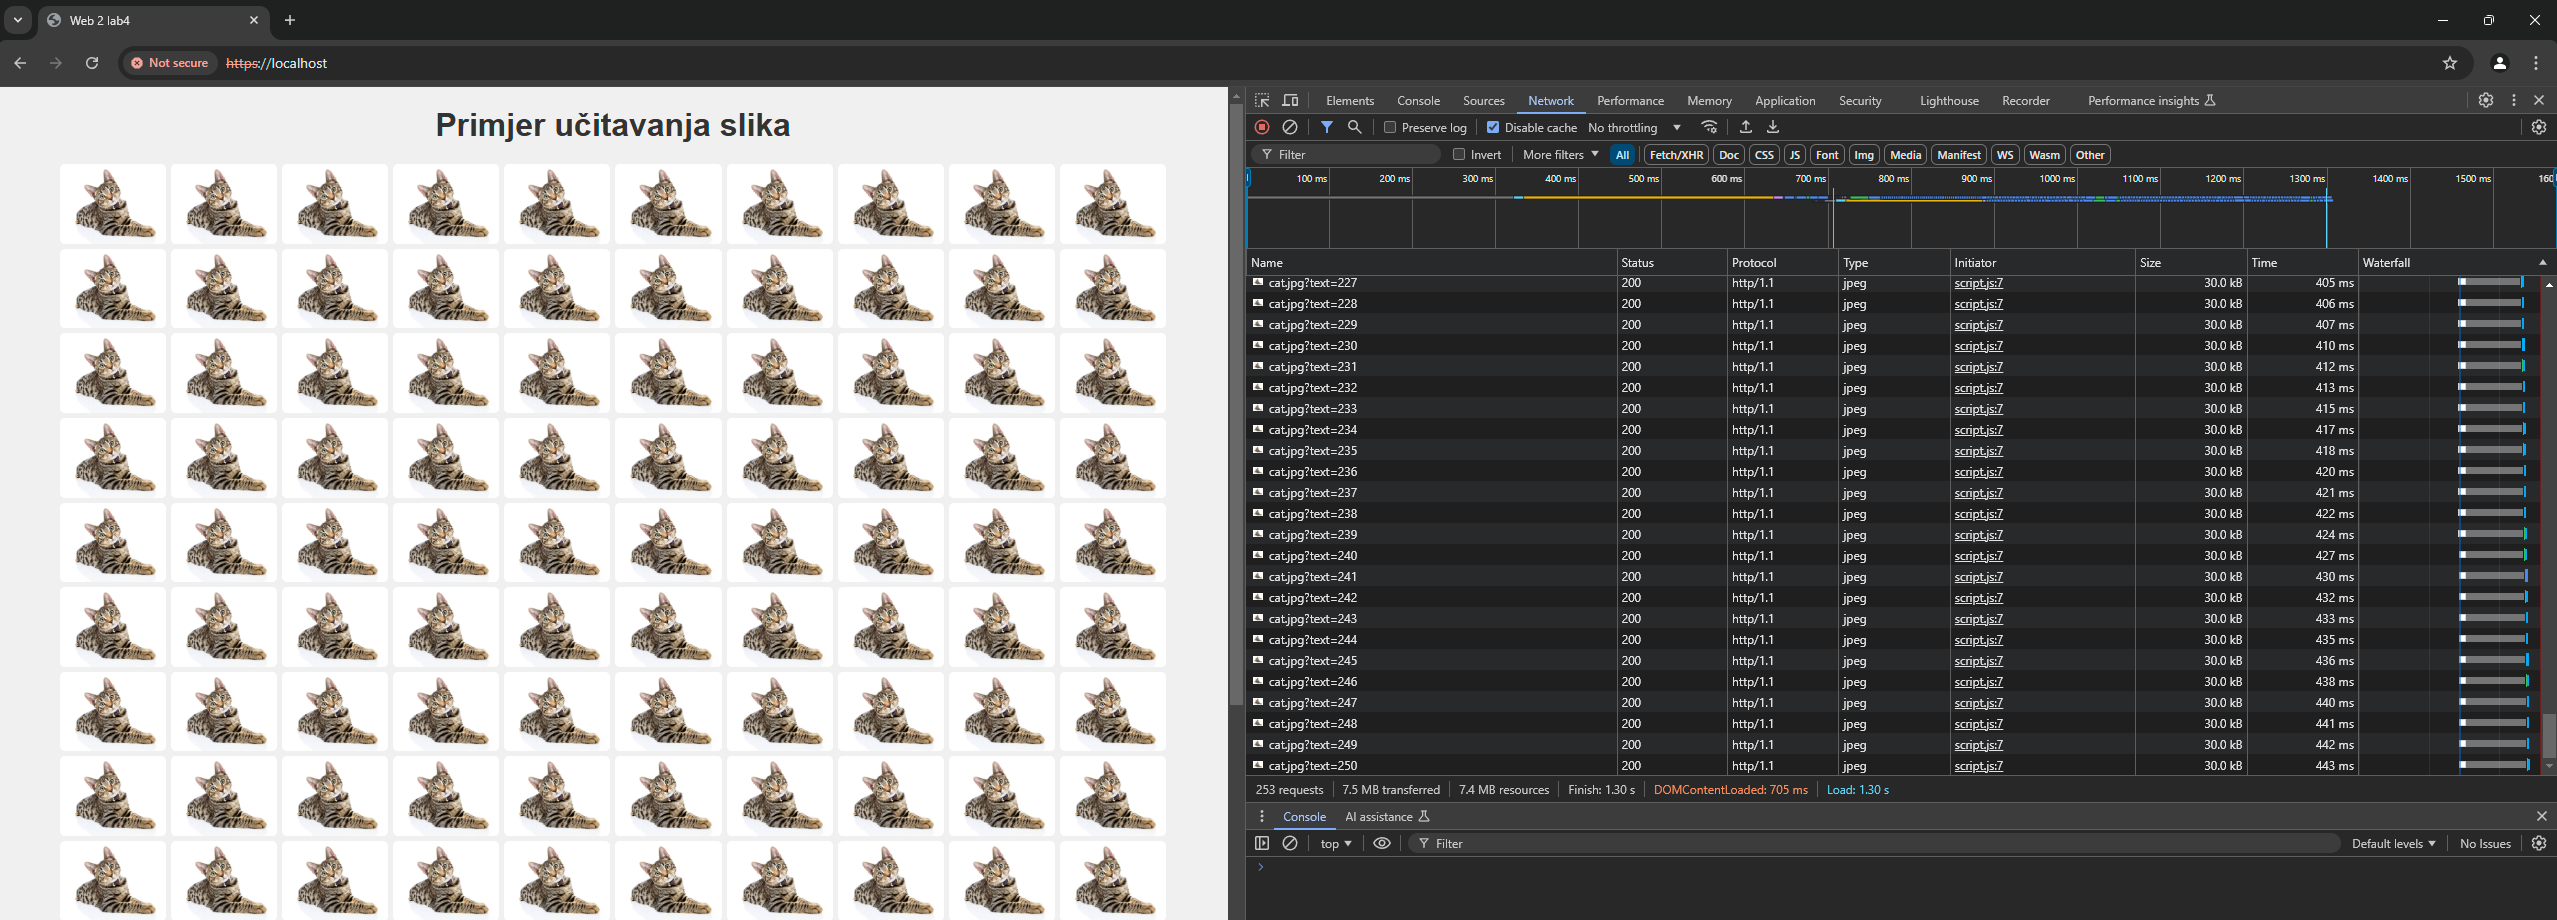 Web 2 lab4
Not secure https://localhost
Primjer učitavanja slika
Elements Console Sources Network Performance Memory Application Security Lighthouse Recorder Performance insights
Preserve log Disable cache No throttling
Filter Invert More filters All Fetch/XHR Doc CSS JS Font Img Media Manifest WS Wasm Other
100 ms 200 ms 300 ms 400 ms 500 ms 600 ms 700 ms 800 ms 900 ms 1000 ms 1100 ms 1200 ms 1300 ms 1400 ms 1500 ms 160
Name Status Protocol Type Initiator Size Time Waterfall
cat.jpg?text=227 200 http/1.1 jpeg script.js:7 30.0 kB 405 ms
cat.jpg?text=228 200 http/1.1 jpeg script.js:7 30.0 kB 406 ms
cat.jpg?text=229 200 http/1.1 jpeg script.js:7 30.0 kB 407 ms
cat.jpg?text=230 200 http/1.1 jpeg script.js:7 30.0 kB 410 ms
cat.jpg?text=231 200 http/1.1 jpeg script.js:7 30.0 kB 412 ms
cat.jpg?text=232 200 http/1.1 jpeg script.js:7 30.0 kB 413 ms
cat.jpg?text=233 200 http/1.1 jpeg script.js:7 30.0 kB 415 ms
cat.jpg?text=234 200 http/1.1 jpeg script.js:7 30.0 kB 417 ms
cat.jpg?text=235 200 http/1.1 jpeg script.js:7 30.0 kB 418 ms
cat.jpg?text=236 200 http/1.1 jpeg script.js:7 30.0 kB 420 ms
cat.jpg?text=237 200 http/1.1 jpeg script.js:7 30.0 kB 421 ms
cat.jpg?text=238 200 http/1.1 jpeg script.js:7 30.0 kB 422 ms
cat.jpg?text=239 200 http/1.1 jpeg script.js:7 30.0 kB 424 ms
cat.jpg?text=240 200 http/1.1 jpeg script.js:7 30.0 kB 427 ms
cat.jpg?text=241 200 http/1.1 jpeg script.js:7 30.0 kB 430 ms
cat.jpg?text=242 200 http/1.1 jpeg script.js:7 30.0 kB 432 ms
cat.jpg?text=243 200 http/1.1 jpeg script.js:7 30.0 kB 433 ms
cat.jpg?text=244 200 http/1.1 jpeg script.js:7 30.0 kB 435 ms
cat.jpg?text=245 200 http/1.1 jpeg script.js:7 30.0 kB 436 ms
cat.jpg?text=246 200 http/1.1 jpeg script.js:7 30.0 kB 438 ms
cat.jpg?text=247 200 http/1.1 jpeg script.js:7 30.0 kB 440 ms
cat.jpg?text=248 200 http/1.1 jpeg script.js:7 30.0 kB 441 ms
cat.jpg?text=249 200 http/1.1 jpeg script.js:7 30.0 kB 442 ms
cat.jpg?text=250 200 http/1.1 jpeg script.js:7 30.0 kB 443 ms
253 requests 7.5 MB transferred 7.4 MB resources Finish: 1.30 s DOMContentLoaded: 705 ms Load: 1.30 s
Console AI assistance
top Filter Default levels No Issues